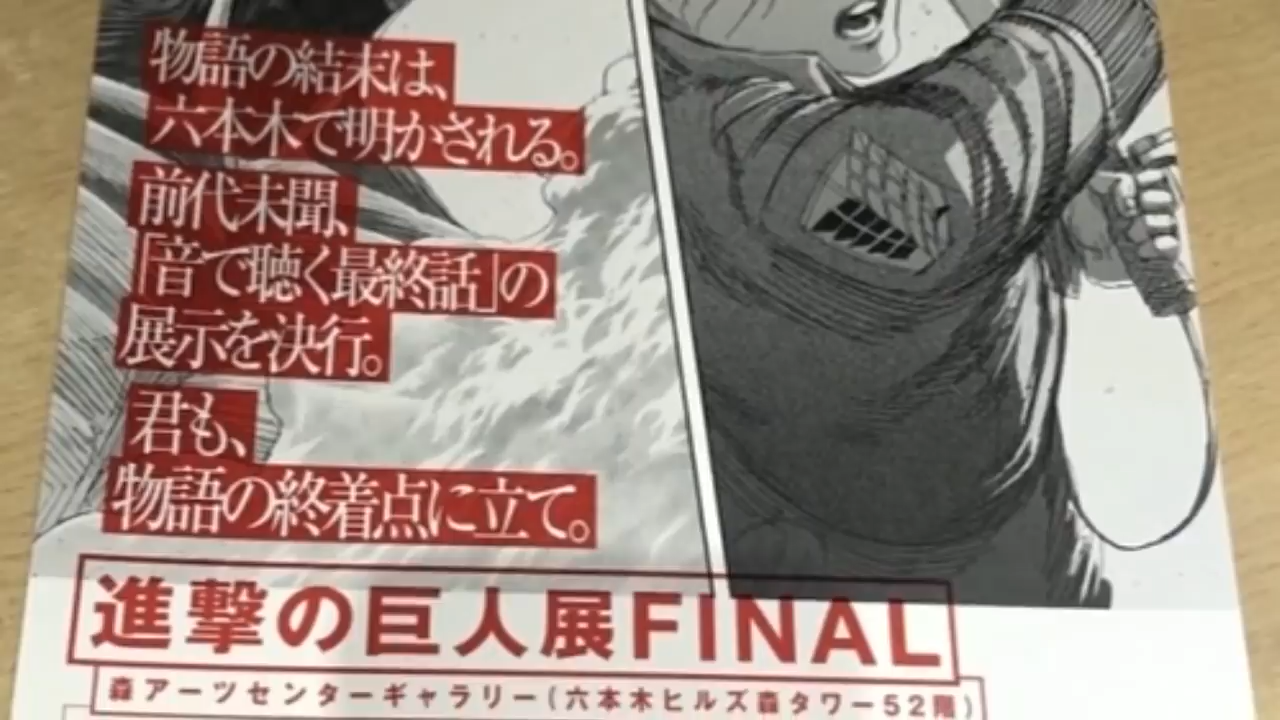 物語の結末は、
六本木で明かされる。
前代未聞、
「音で聴く最終話」の
展示を決行。
君も、
物語の終着点に立て。
進撃の巨人展FINAL
森アーツセンターギャラリー(六本木ヒルズ森タワー52階)